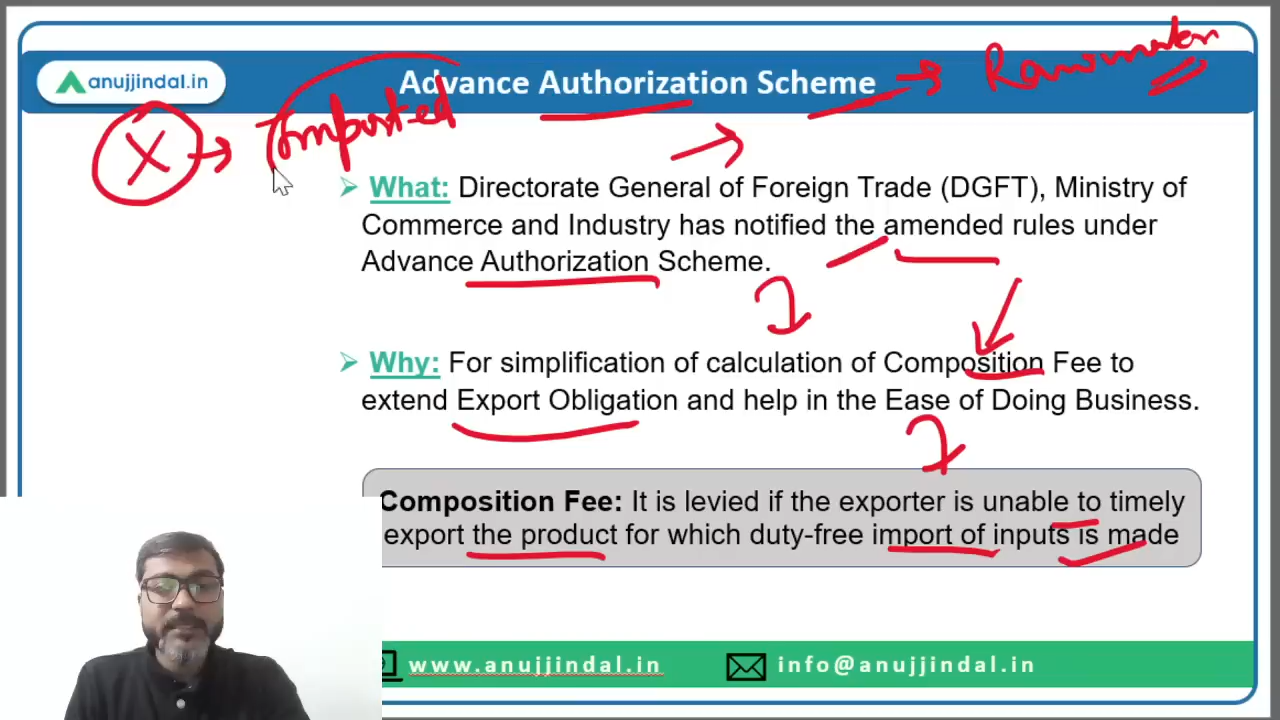 anujjindal.in
Advance Authorization Scheme
X → Imported
What: Directorate General of Foreign Trade (DGFT), Ministry of
Commerce and Industry has notified the amended rules under
Advance Authorization Scheme.
Why: For simplification of calculation of Composition Fee to
extend Export Obligation and help in the Ease of Doing Business.
Composition Fee: It is levied if the exporter is unable to timely
export the product for which duty-free import of inputs is made
www.anujjindal.in
info@anujjindal.in